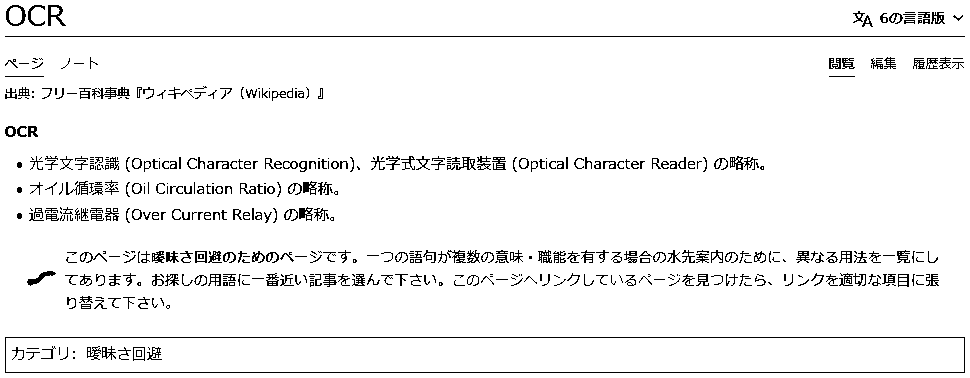 OCR
6の言語版
ページ ノート 閲覧 編集 履歴表示
出典: フリー百科事典『ウィキペディア（Wikipedia）』
OCR
• 光学文字認識 (Optical Character Recognition)、光学式文字読取装置 (Optical Character Reader) の略称。
• オイル循環率 (Oil Circulation Ratio) の略称。
• 過電流継電器 (Over Current Relay) の略称。
このページは曖昧さ回避のためのページです。一つの語句が複数の意味・職能を有する場合の水先案内のために、異なる用法を一覧にし
てあります。お探しの用語に一番近い記事を選んで下さい。このページへリンクしているページを見つけたら、リンクを適切な項目に張
り替えて下さい。
カテゴリ: 曖昧さ回避